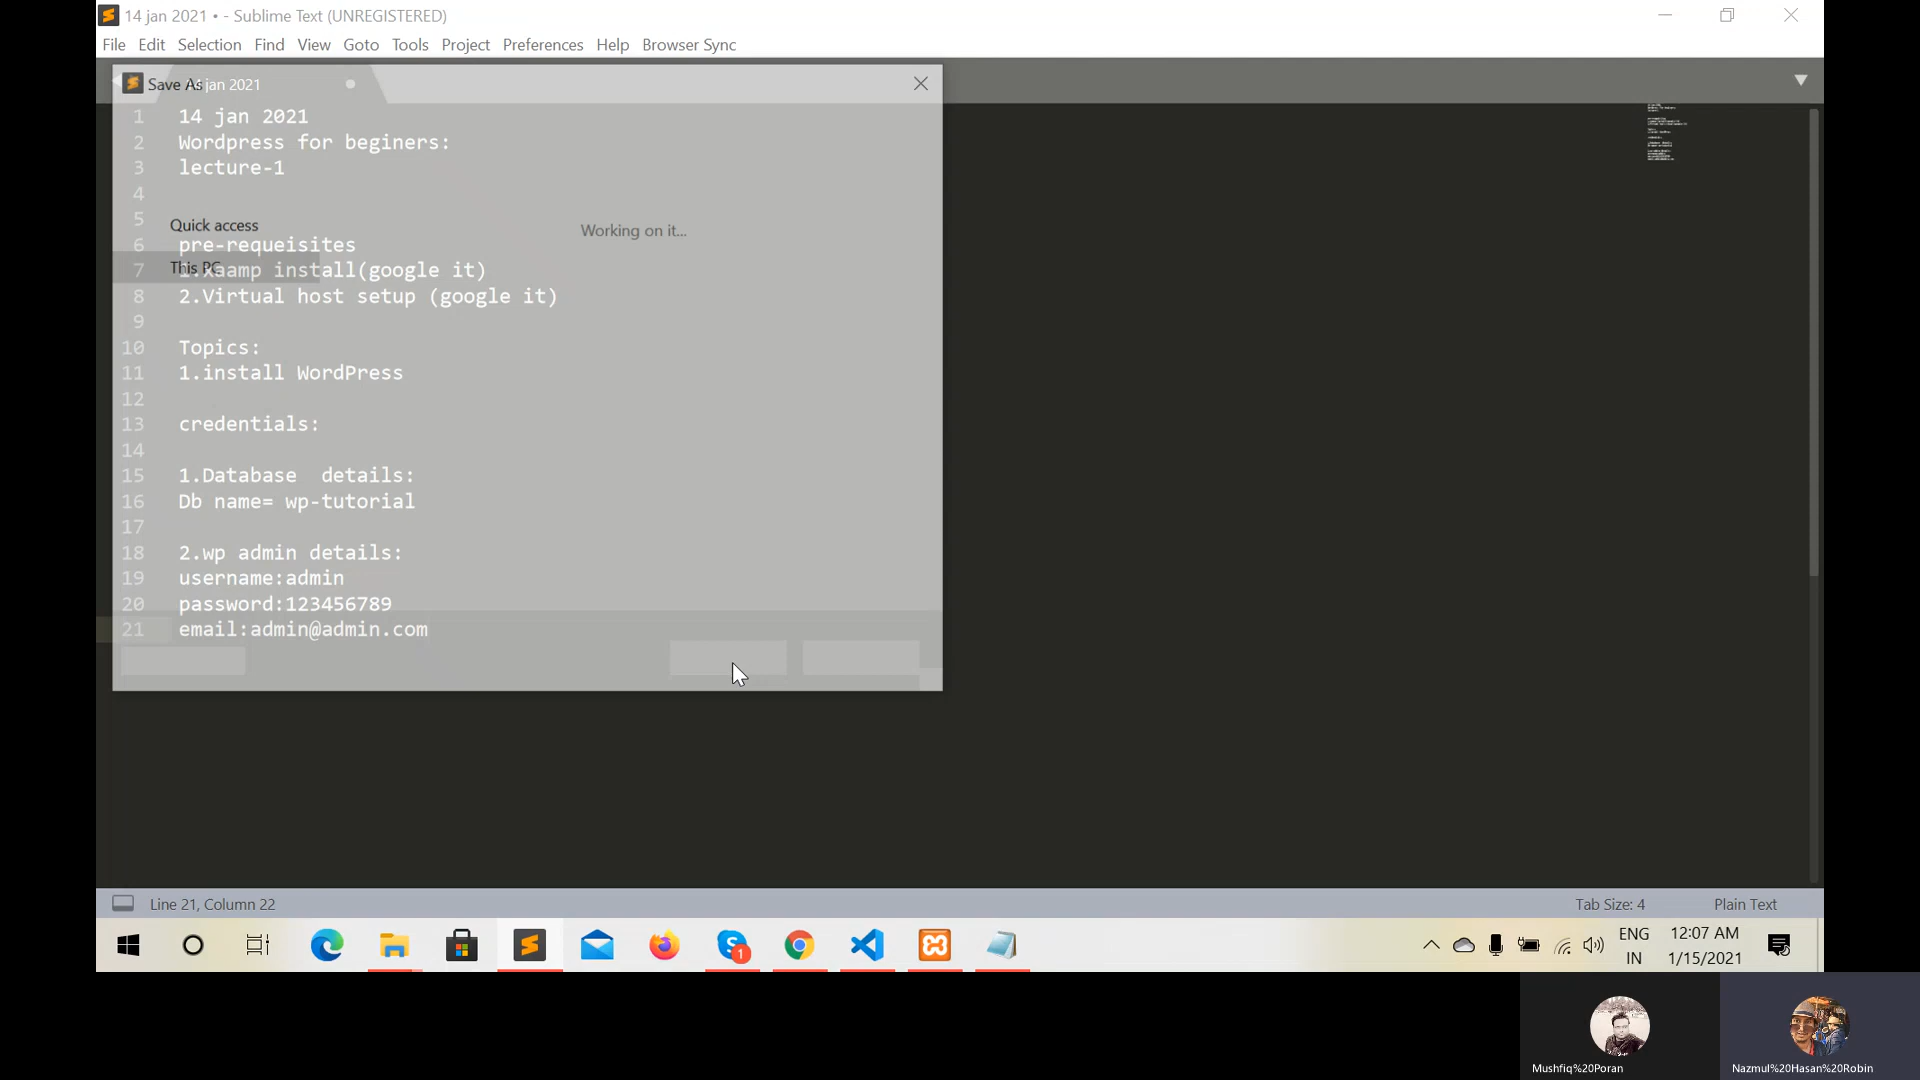 14 jan 2021 • - Sublime Text (UNREGISTERED)
File Edit Selection Find View Goto Tools Project Preferences Help Browser Sync
Save As
14 jan 2021
1 14 jan 2021
2 Wordpress for beginers:
3 lecture-1
4
5
Quick access
Working on it...
6 pre-requeisites
This PC
7 1.xaamp install(google it)
8 2.Virtual host setup (google it)
9
10 Topics:
11 1.install WordPress
12
13 credentials:
14
15 1.Database details:
16 Db name= wp-tutorial
17
18 2.wp admin details:
19 username:admin
20 password:123456789
21 email:admin@admin.com
Line 21, Column 22
Tab Size: 4
Plain Text
1
ENG
IN
12:07 AM
1/15/2021
Mushfiq%20Poran
Nazmul%20Hasan%20Robin